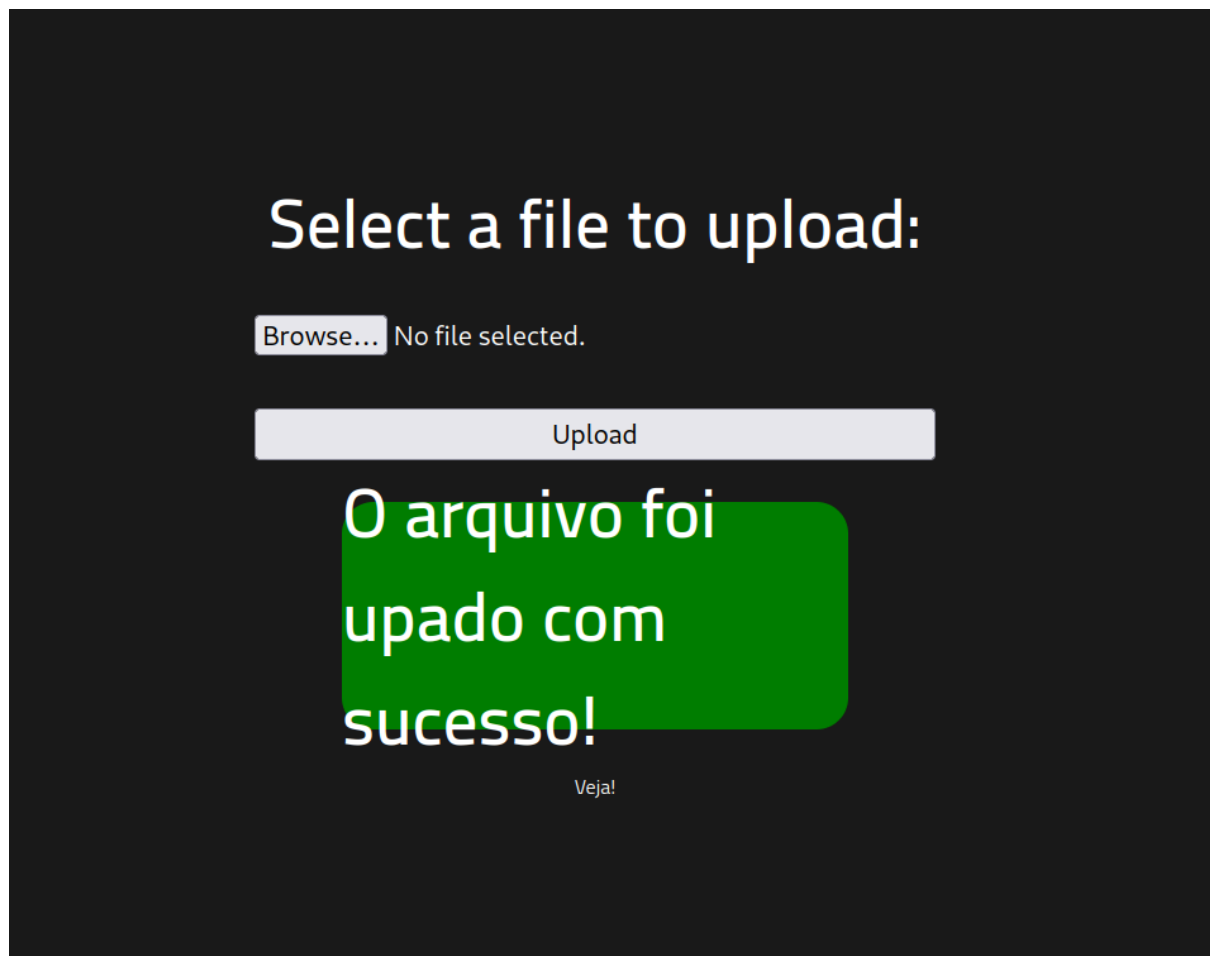 Select a file to upload:
Browse... No file selected.
Upload
O arquivo foi
upado com
sucesso!
Veja!